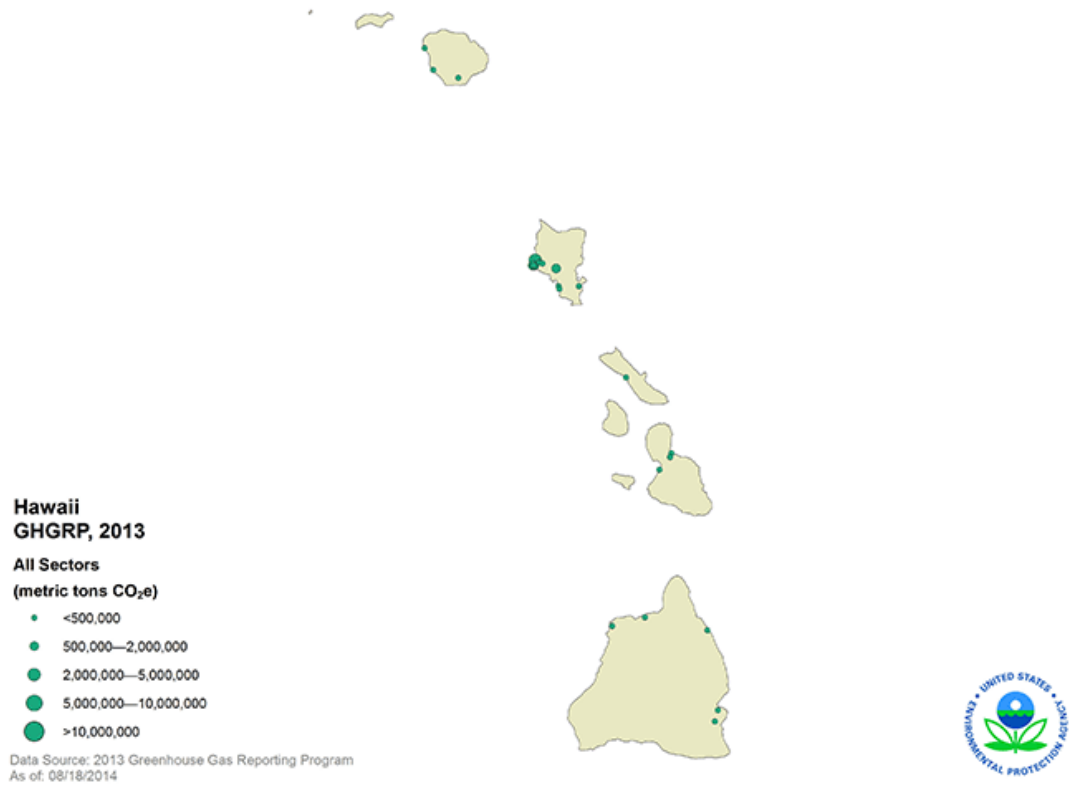 Hawaii
GHGRP, 2013
All Sectors
(metric tons CO₂e)
<500,000
500,000—2,000,000
2,000,000—5,000,000
5,000,000—10,000,000
>10,000,000
Data Source: 2013 Greenhouse Gas Reporting Program
As of: 08/18/2014
UNITED STATES
ENVIRONMENTAL PROTECTION AGENCY